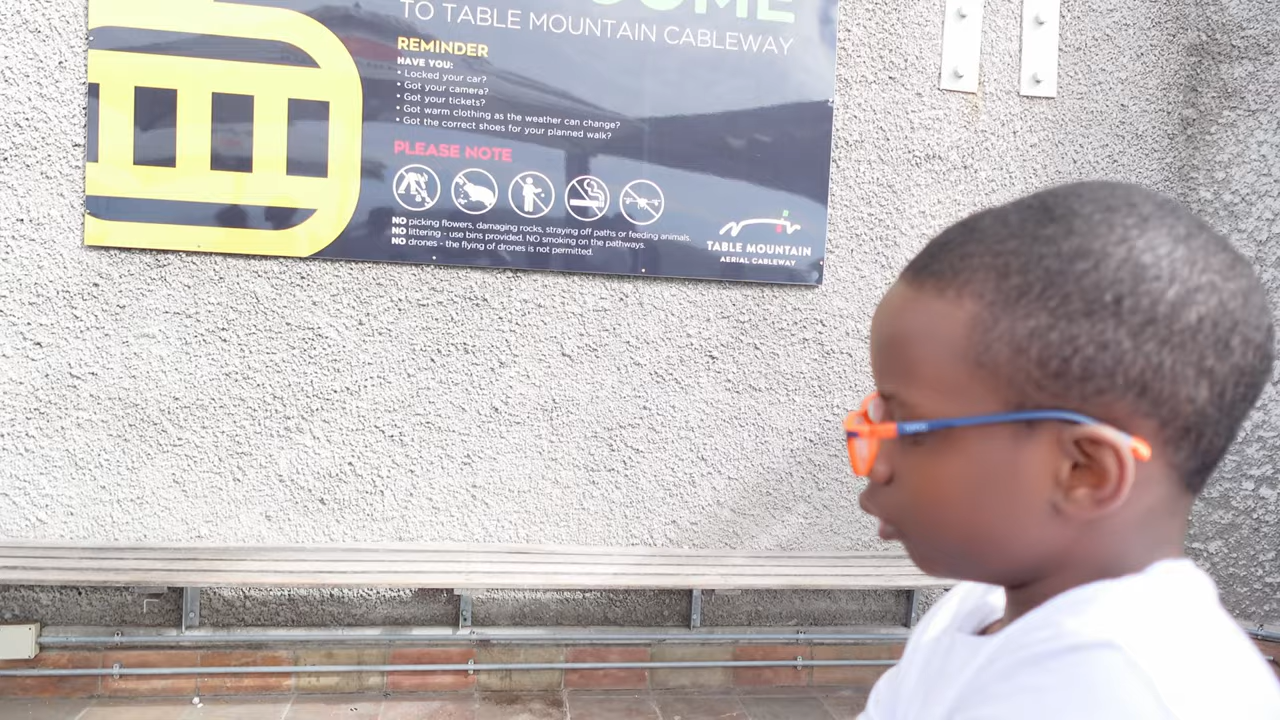 COME
TO TABLE MOUNTAIN CABLEWAY
REMINDER
HAVE YOU:
• Locked your car?
• Got your camera?
• Got your tickets?
• Got warm clothing as the weather can change?
• Got the correct shoes for your planned walk?
PLEASE NOTE
NO picking flowers, damaging rocks, straying off paths or feeding animals.
NO littering - use bins provided. NO smoking on the pathways.
NO drones - the flying of drones is not permitted.
TABLE MOUNTAIN
AERIAL CABLEWAY